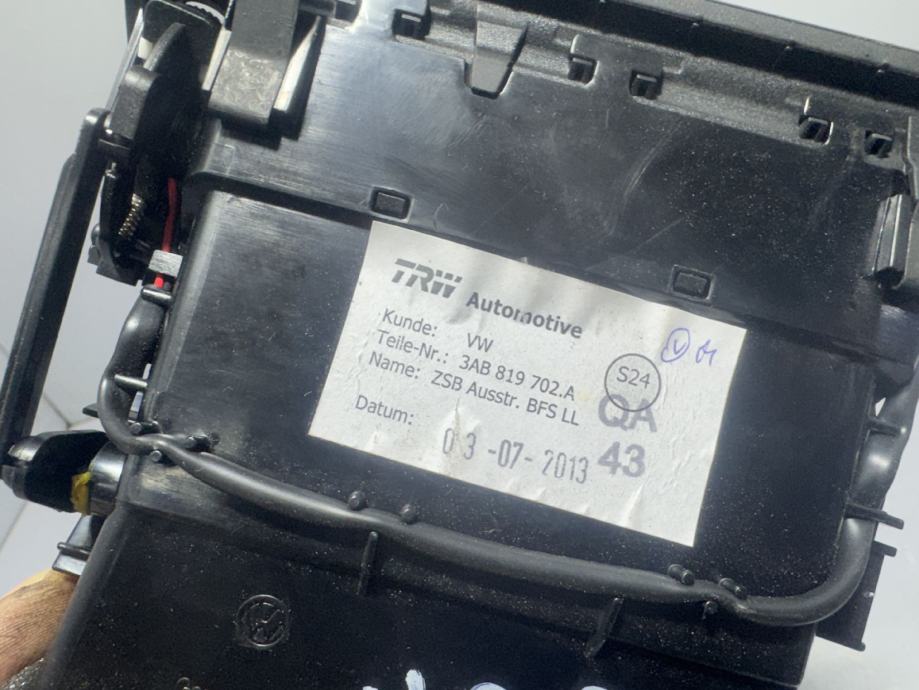 TRW Automotive
Kunde: VW
Teile-Nr.: 3AB 819 702.A
Name: ZSB Ausstr. BFS LL
Datum: 03-07-2013
S24
QA
43